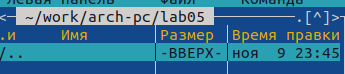 Левая панель Файл Команда
<— ~/work/arch-pc/lab05 ——.[^]>
.и Имя Размер Время правки
/.. -ВВЕРХ- ноя 9 23:45